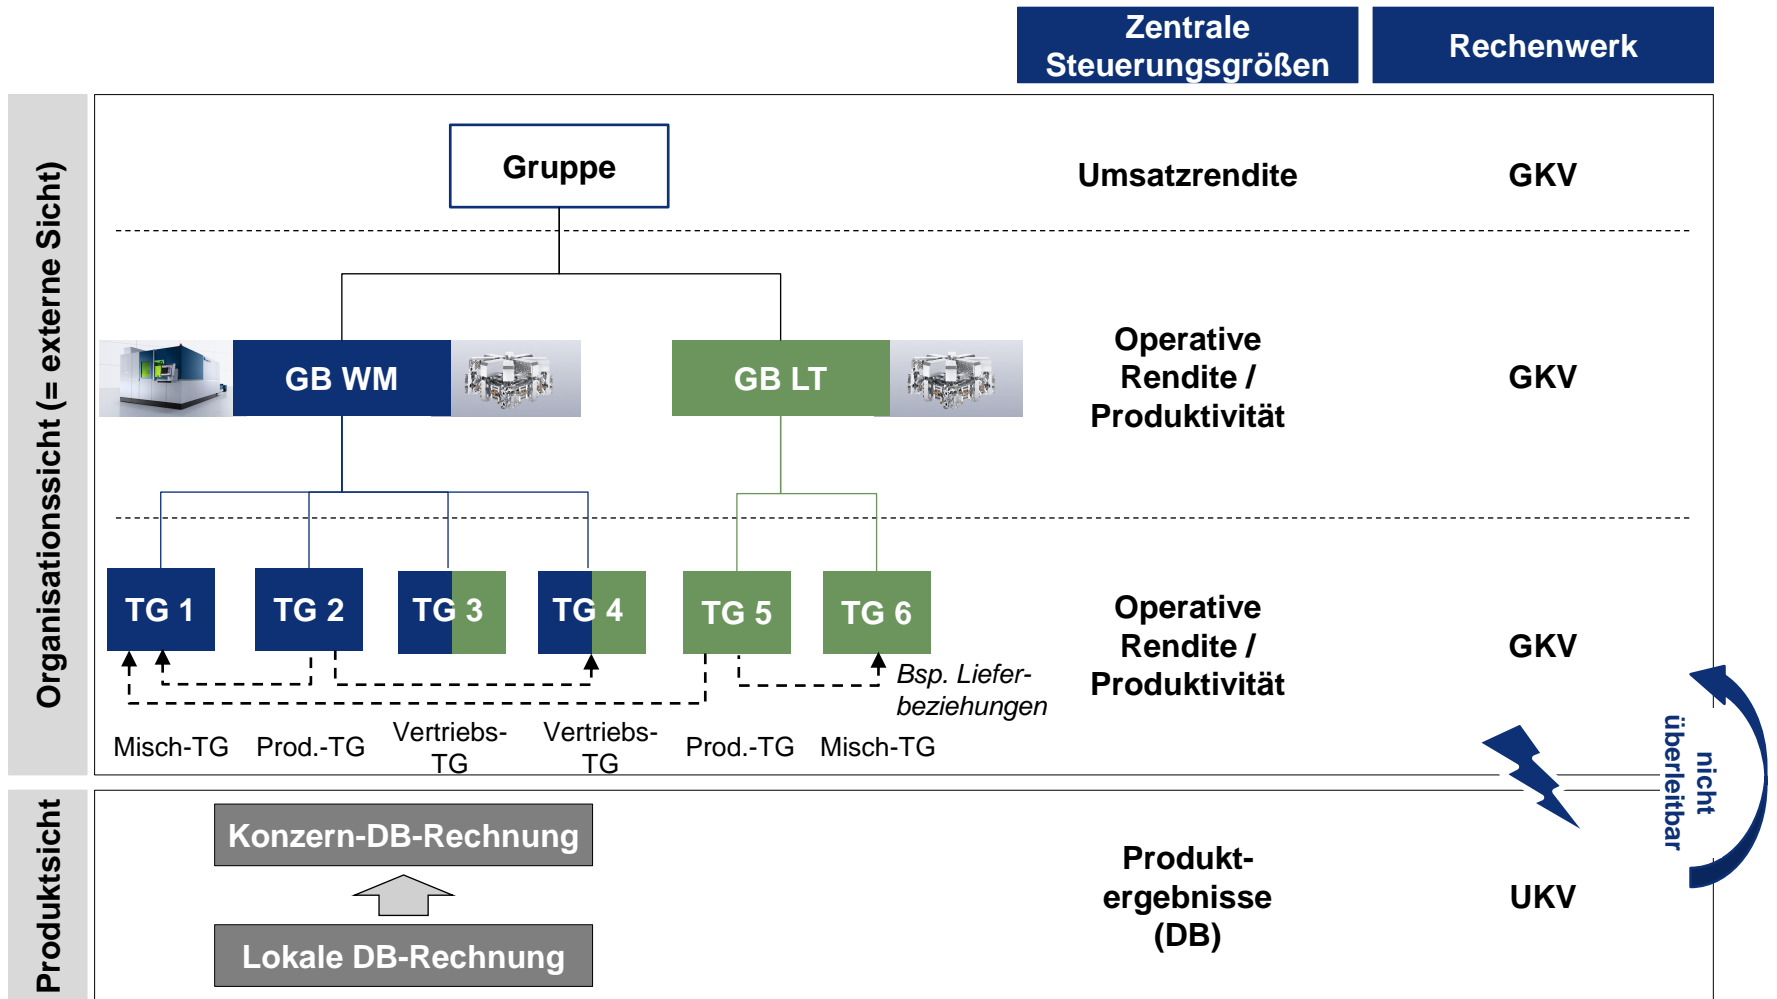 Zentrale
Steuerungsgrößen
Rechenwerk
Organisationssicht (= externe Sicht)
Gruppe
Umsatzrendite
GKV
GB WM
GB LT
Operative
Rendite /
Produktivität
GKV
TG 1
TG 2
TG 3
TG 4
TG 5
TG 6
Operative
Rendite /
Produktivität
GKV
Bsp. Liefer-
beziehungen
Misch-TG
Prod.-TG
Vertriebs-
TG
Vertriebs-
TG
Prod.-TG
Misch-TG
nicht
überleitbar
Produktsicht
Konzern-DB-Rechnung
Lokale DB-Rechnung
Produkt-
ergebnisse
(DB)
UKV